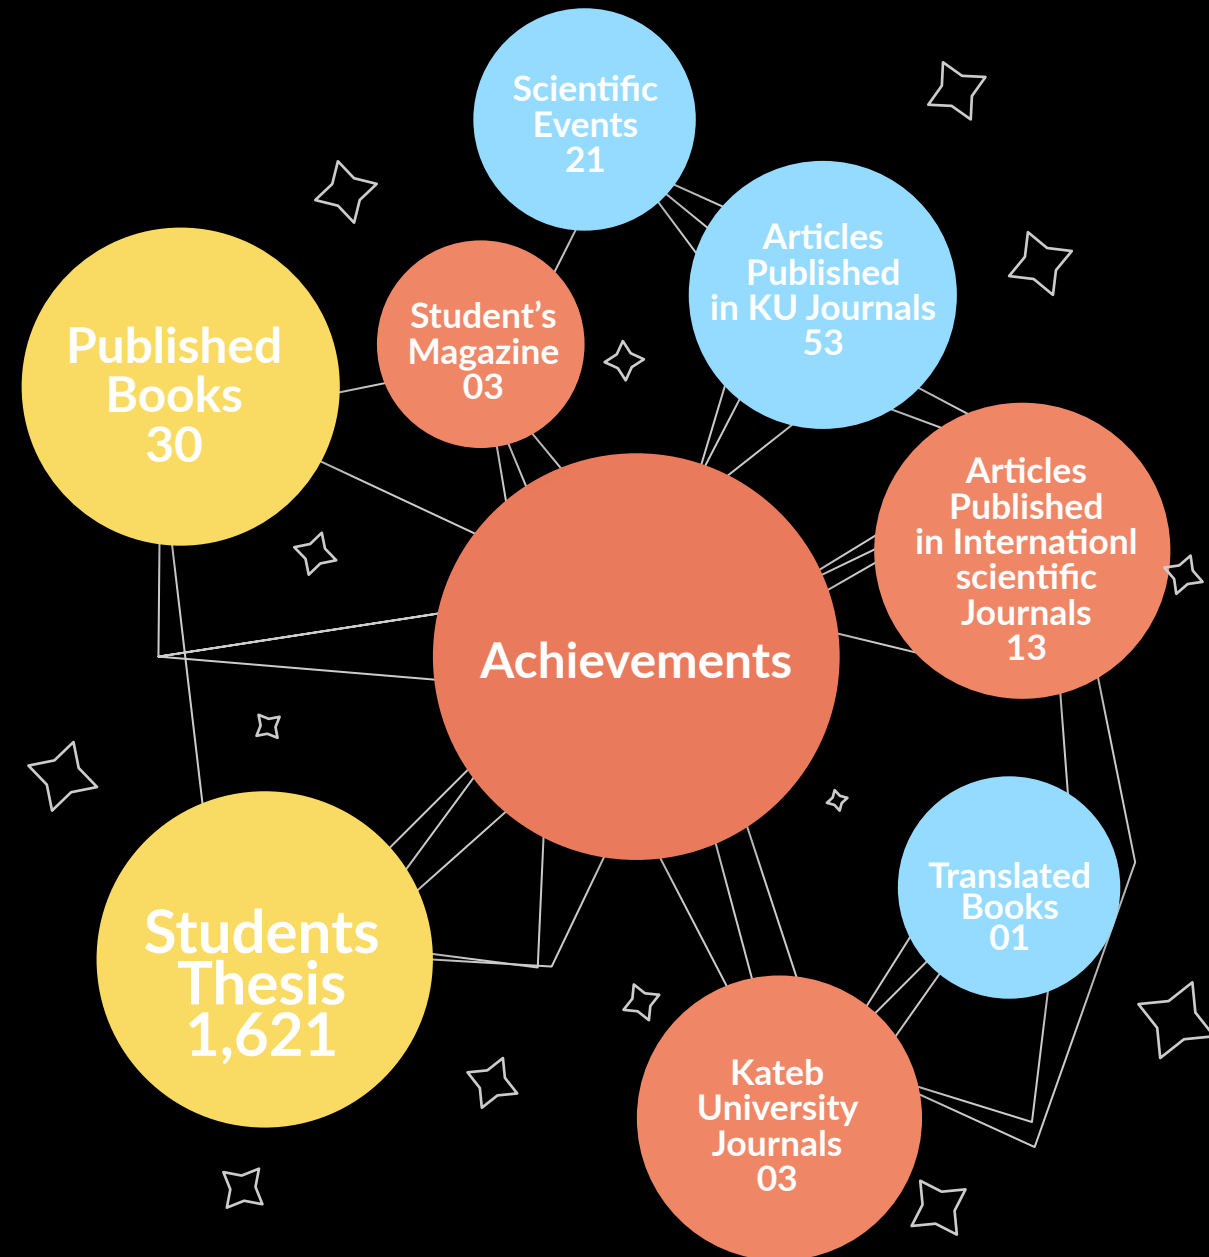 Scientific
Events
21
Articles
Published
in KU Journals
53
Student’s
Magazine
03
Published
Books
30
Articles
Published
in Internationl
scientific
Journals
13
Achievements
Translated
Books
01
Students
Thesis
1,621
Kateb
University
Journals
03